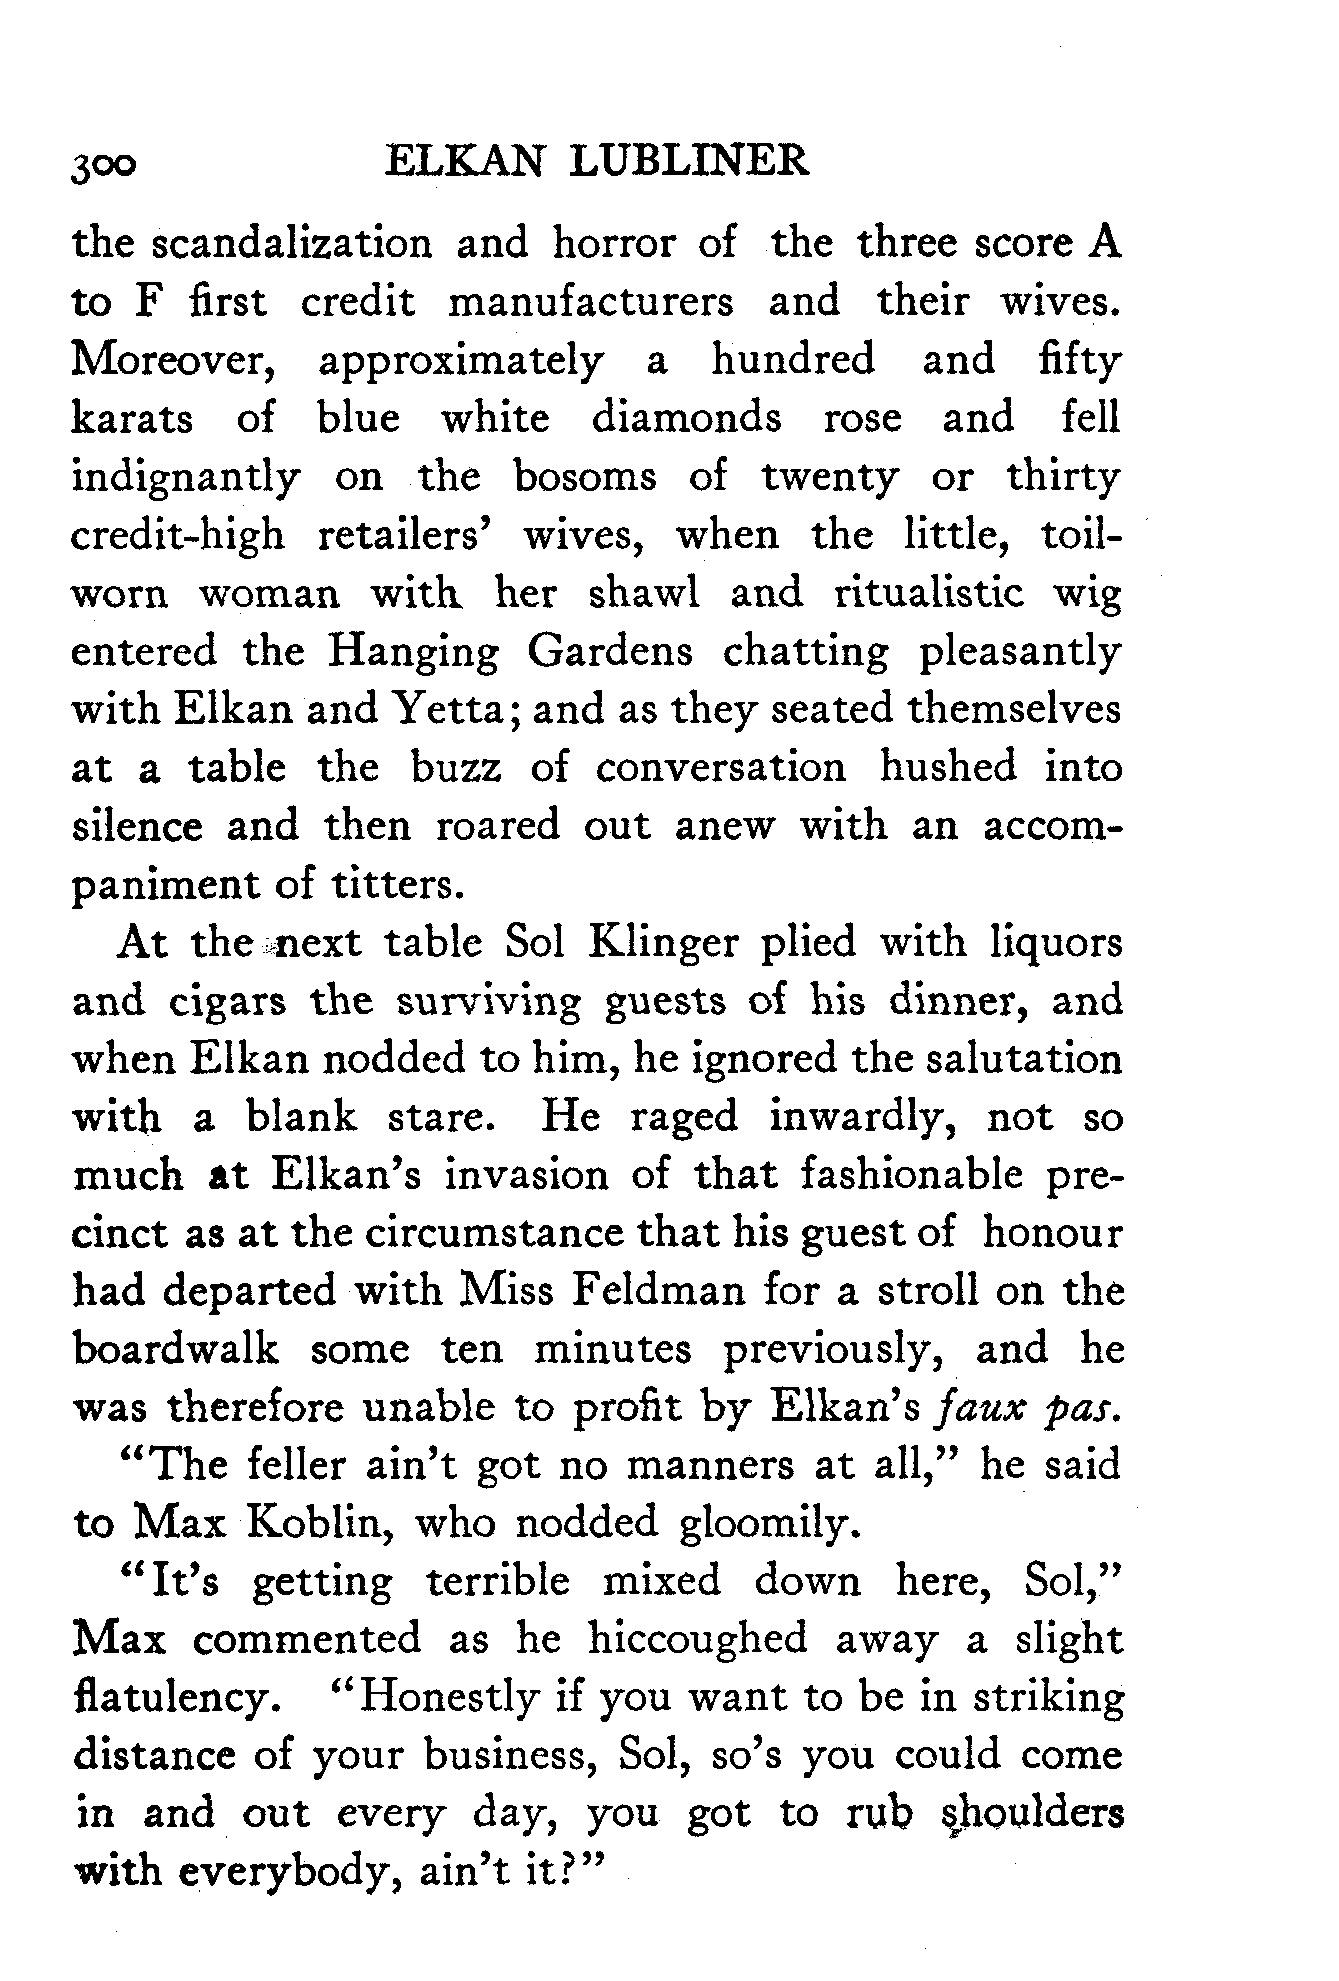 300 ELKAN LUBLINER
the scandalization and horror of the three score A
to F first credit manufacturers and their wives.
Moreover, approximately a hundred and fifty
karats of blue white diamonds rose and fell
indignantly on the bosoms of twenty or thirty
credit-high retailers' wives, when the little, toil-
worn woman with her shawl and ritualistic wig
entered the Hanging Gardens chatting pleasantly
with Elkan and Yetta; and as they seated themselves
at a table the buzz of conversation hushed into
silence and then roared out anew with an accom-
paniment of titters.
At the next table Sol Klinger plied with liquors
and cigars the surviving guests of his dinner, and
when Elkan nodded to him, he ignored the salutation
with a blank stare. He raged inwardly, not so
much at Elkan's invasion of that fashionable pre-
cinct as at the circumstance that his guest of honour
had departed with Miss Feldman for a stroll on the
boardwalk some ten minutes previously, and he
was therefore unable to profit by Elkan's faux pas.
"The feller ain't got no manners at all," he said
to Max Koblin, who nodded gloomily.
"It's getting terrible mixed down here, Sol,"
Max commented as he hiccoughed away a slight
flatulency. "Honestly if you want to be in striking
distance of your business, Sol, so's you could come
in and out every day, you got to rub shoulders
with everybody, ain't it?"